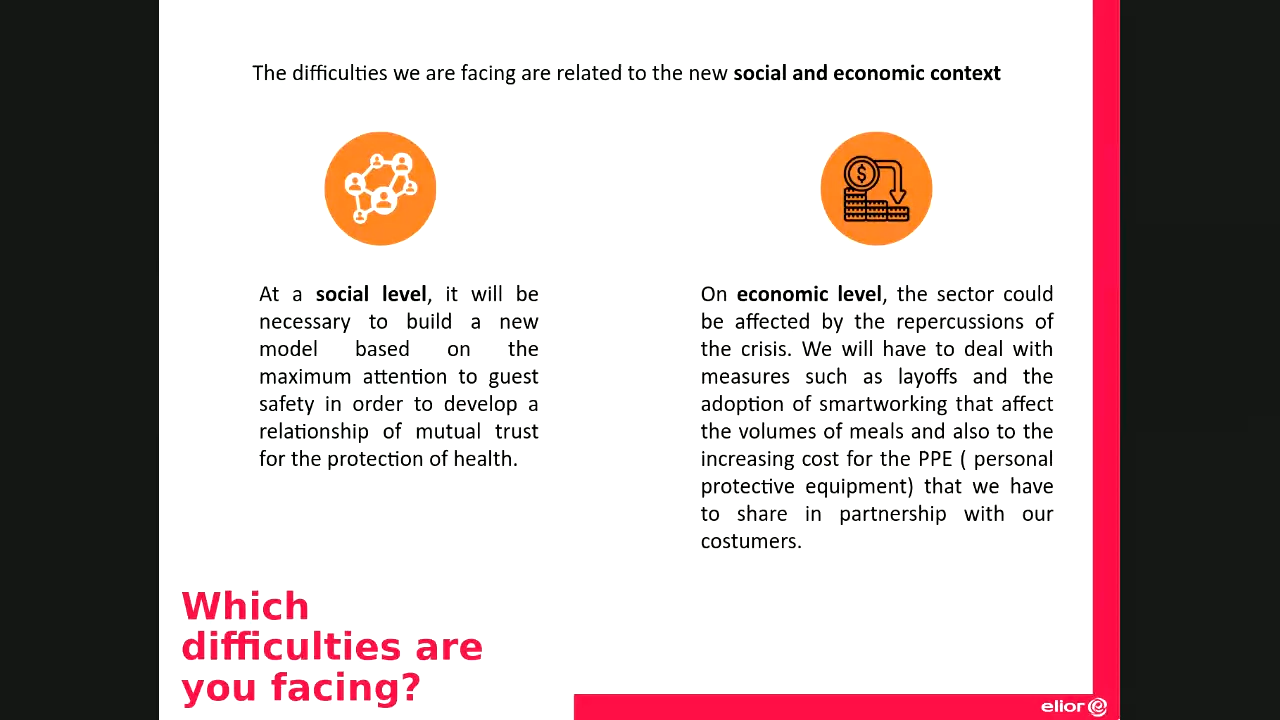 The difficulties we are facing are related to the new social and economic context
At a social level, it will be
necessary to build a new
model based on the
maximum attention to guest
safety in order to develop a
relationship of mutual trust
for the protection of health.
On economic level, the sector could
be affected by the repercussions of
the crisis. We will have to deal with
measures such as layoffs and the
adoption of smartworking that affect
the volumes of meals and also to the
increasing cost for the PPE ( personal
protective equipment) that we have
to share in partnership with our
costumers.
Which
difficulties are
you facing?
elior